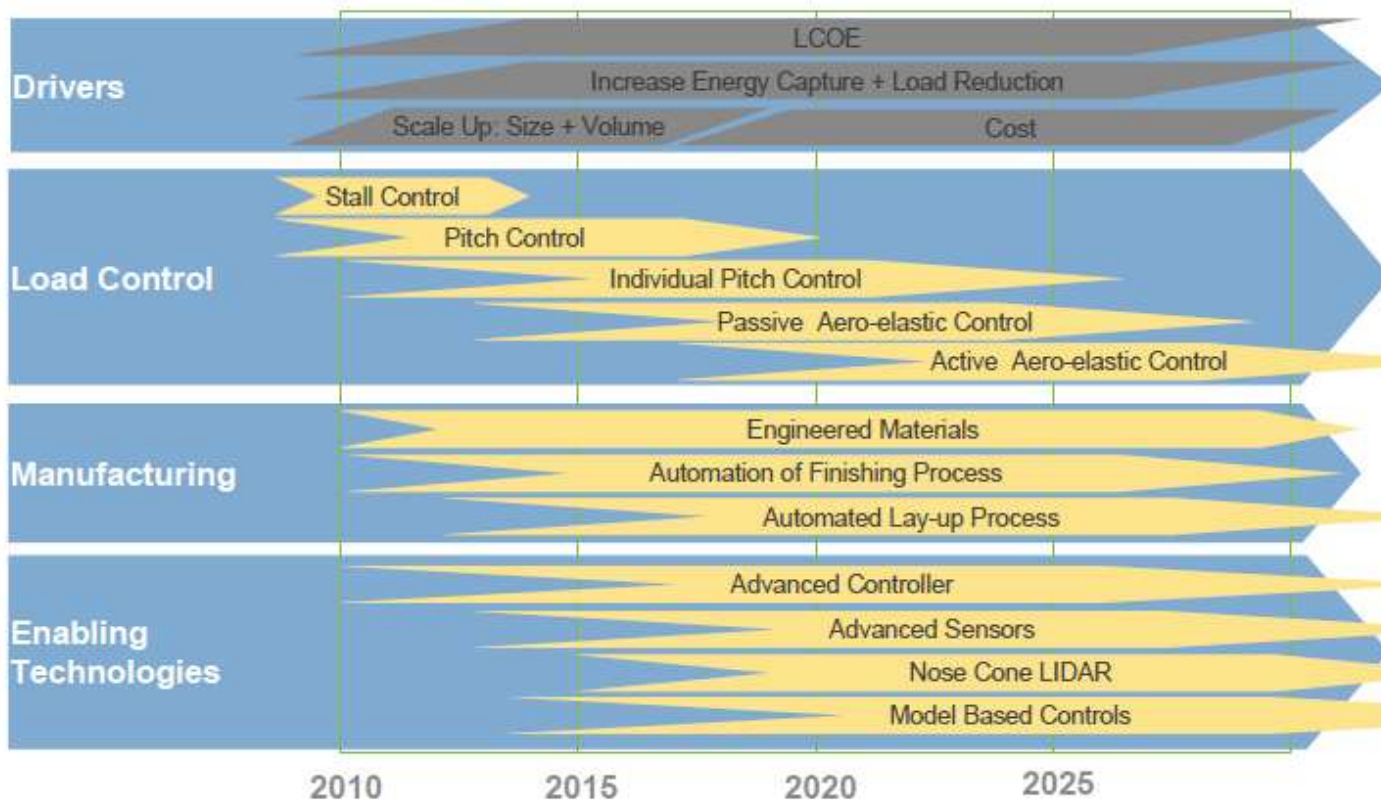 Drivers
LCOE
Increase Energy Capture + Load Reduction
Scale Up: Size + Volume
Cost
Load Control
Stall Control
Pitch Control
Individual Pitch Control
Passive Aero-elastic Control
Active Aero-elastic Control
Manufacturing
Engineered Materials
Automation of Finishing Process
Automated Lay-up Process
Enabling
Technologies
Advanced Controller
Advanced Sensors
Nose Cone LIDAR
Model Based Controls
2010
2015
2020
2025